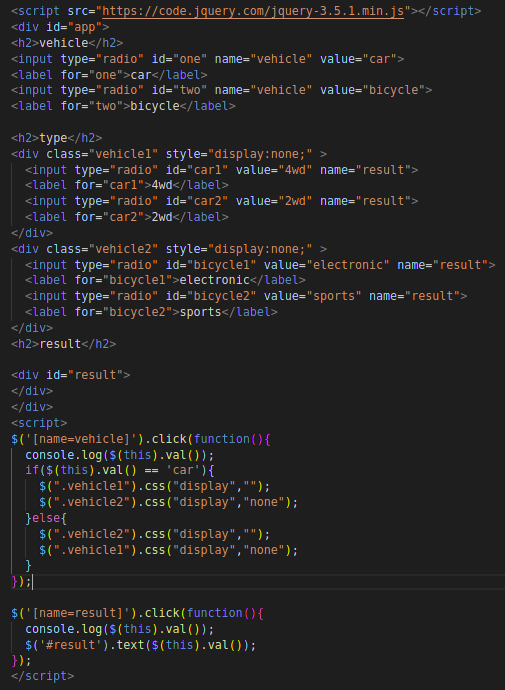 <script src="https://code.jquery.com/jquery-3.5.1.min.js"></script>
<div id="app">
<h2>vehicle</h2>
<input type="radio" id="one" name="vehicle" value="car">
<label for="one">car</label>
<input type="radio" id="two" name="vehicle" value="bicycle">
<label for="two">bicycle</label>

<h2>type</h2>
<div class="vehicle1" style="display:none;" >
  <input type="radio" id="car1" value="4wd" name="result">
  <label for="car1">4wd</label>
  <input type="radio" id="car2" value="2wd" name="result">
  <label for="car2">2wd</label>
</div>
<div class="vehicle2" style="display:none;" >
  <input type="radio" id="bicycle1" value="electronic" name="result">
  <label for="bicycle1">electronic</label>
  <input type="radio" id="bicycle2" value="sports" name="result">
  <label for="bicycle2">sports</label>
</div>
<h2>result</h2>

<div id="result">
</div>
</div>
<script>
$('[name=vehicle]').click(function(){
  console.log($(this).val());
  if($(this).val() == 'car'){
    $(".vehicle1").css("display","");
    $(".vehicle2").css("display","none");
  }else{
    $(".vehicle2").css("display","");
    $(".vehicle1").css("display","none");
  }
});

$('[name=result]').click(function(){
  console.log($(this).val());
  $('#result').text($(this).val());
});
</script>